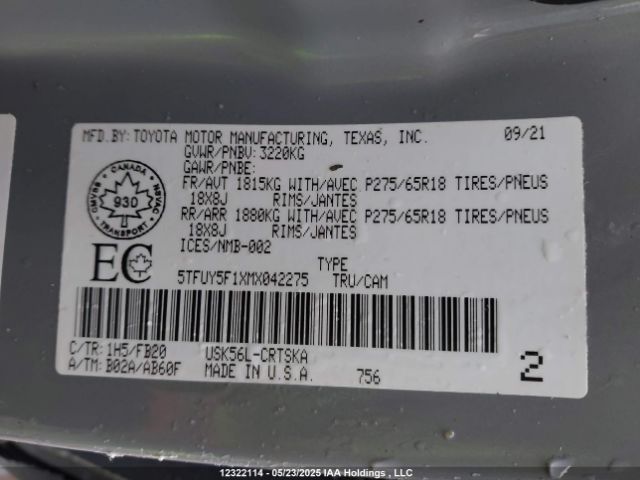 MFD.BY:TOYOTA MOTOR MANUFACTURING, TEXAS, INC. 09/21
GVWR/PNBV:3220KG
GAWR/PNBE:
FR/AVT 1815KG WITH/AVEC P275/65R18 TIRES/PNEUS
18X8J RIMS/JANTES
RR/ARR 1880KG WITH/AVEC P275/65R18 TIRES/PNEUS
18X8J RIMS/JANTES
ICES/NMB-002
CANADA
CMVSS NSVAC
930
TRANSPORT
EC
TYPE
5TFUY5F1XMX042275 TRU/CAM
C/TR:1H5/FB20 USK56L-CRTSKA
A/TM:B02A/AB60F MADE IN U.S.A. 756 2
12322114 - 05/23/2025 IAA Holdings , LLC